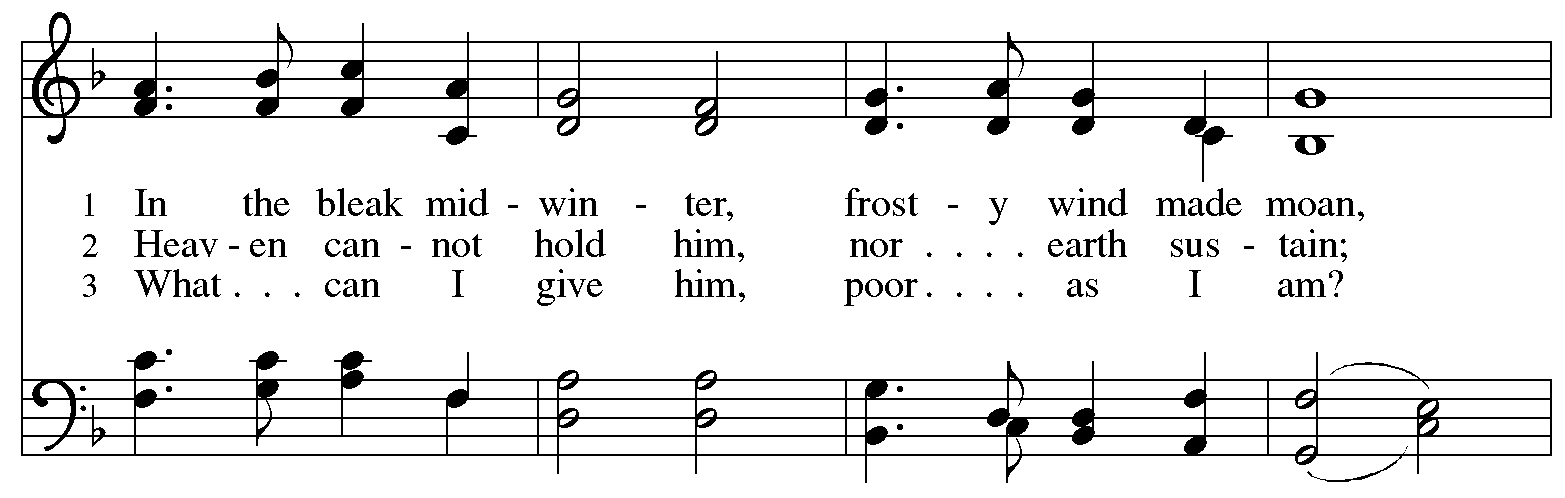 1 In the bleak mid - win - ter, frost - y wind made moan,
2 Heav - en can - not hold him, nor . . . . earth sus - tain;
3 What . . . can I give him, poor . . . . as I am?